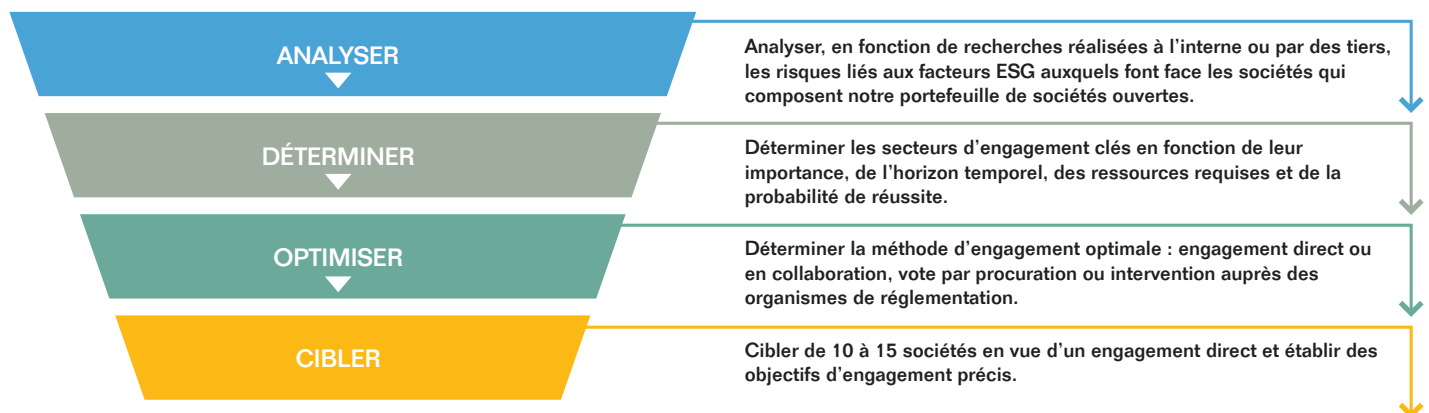 ANALYSER
Analyser, en fonction de recherches réalisées à l’interne ou par des tiers,
les risques liés aux facteurs ESG auxquels font face les sociétés qui
composent notre portefeuille de sociétés ouvertes.
DÉTERMINER
Déterminer les secteurs d’engagement clés en fonction de leur
importance, de l’horizon temporel, des ressources requises et de la
probabilité de réussite.
OPTIMISER
Déterminer la méthode d’engagement optimale : engagement direct ou
en collaboration, vote par procuration ou intervention auprès des
organismes de réglementation.
CIBLER
Cibler de 10 à 15 sociétés en vue d’un engagement direct et établir des
objectifs d’engagement précis.